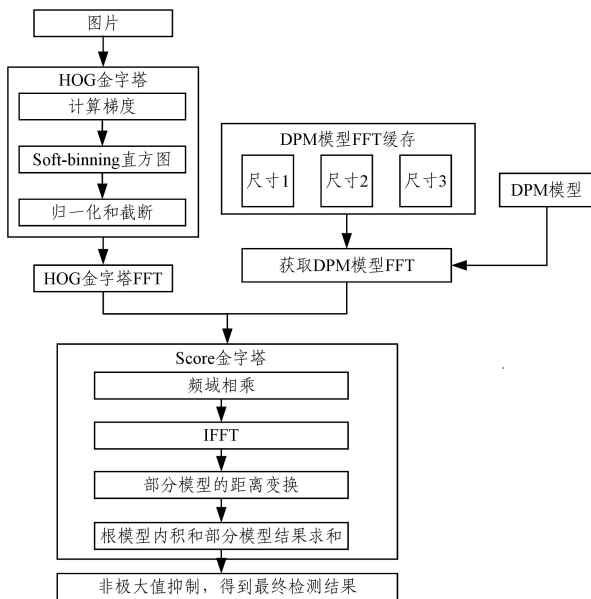 图片
HOG金字塔
计算梯度
Soft-binning直方图
归一化和截断
HOG金字塔FFT
DPM模型FFT缓存
尺寸1
尺寸2
尺寸3
DPM模型
获取DPM模型FFT
Score金字塔
频域相乘
IFFT
部分模型的距离变换
根模型内积和部分模型结果求和
非极大值抑制，得到最终检测结果